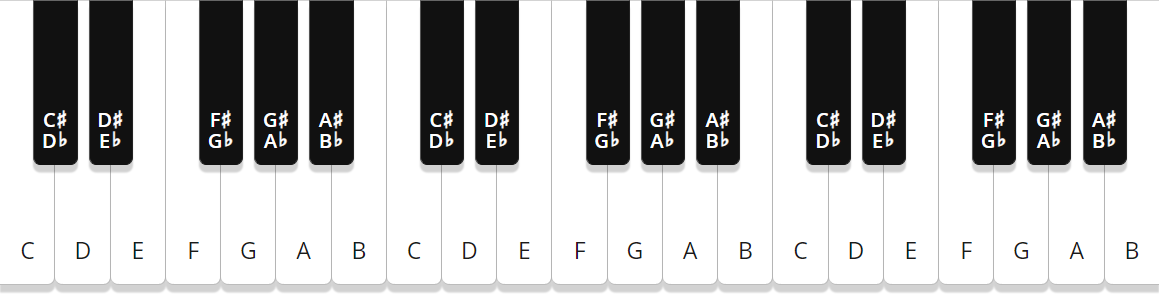 C♯ D♯ F♯ G♯ A♯ C♯ D♯ F♯ G♯ A♯ C♯ D♯ F♯ G♯ A♯
D♭ E♭ G♭ A♭ B♭ D♭ E♭ G♭ A♭ B♭ D♭ E♭ G♭ A♭ B♭
C D E F G A B C D E F G A B C D E F G A B